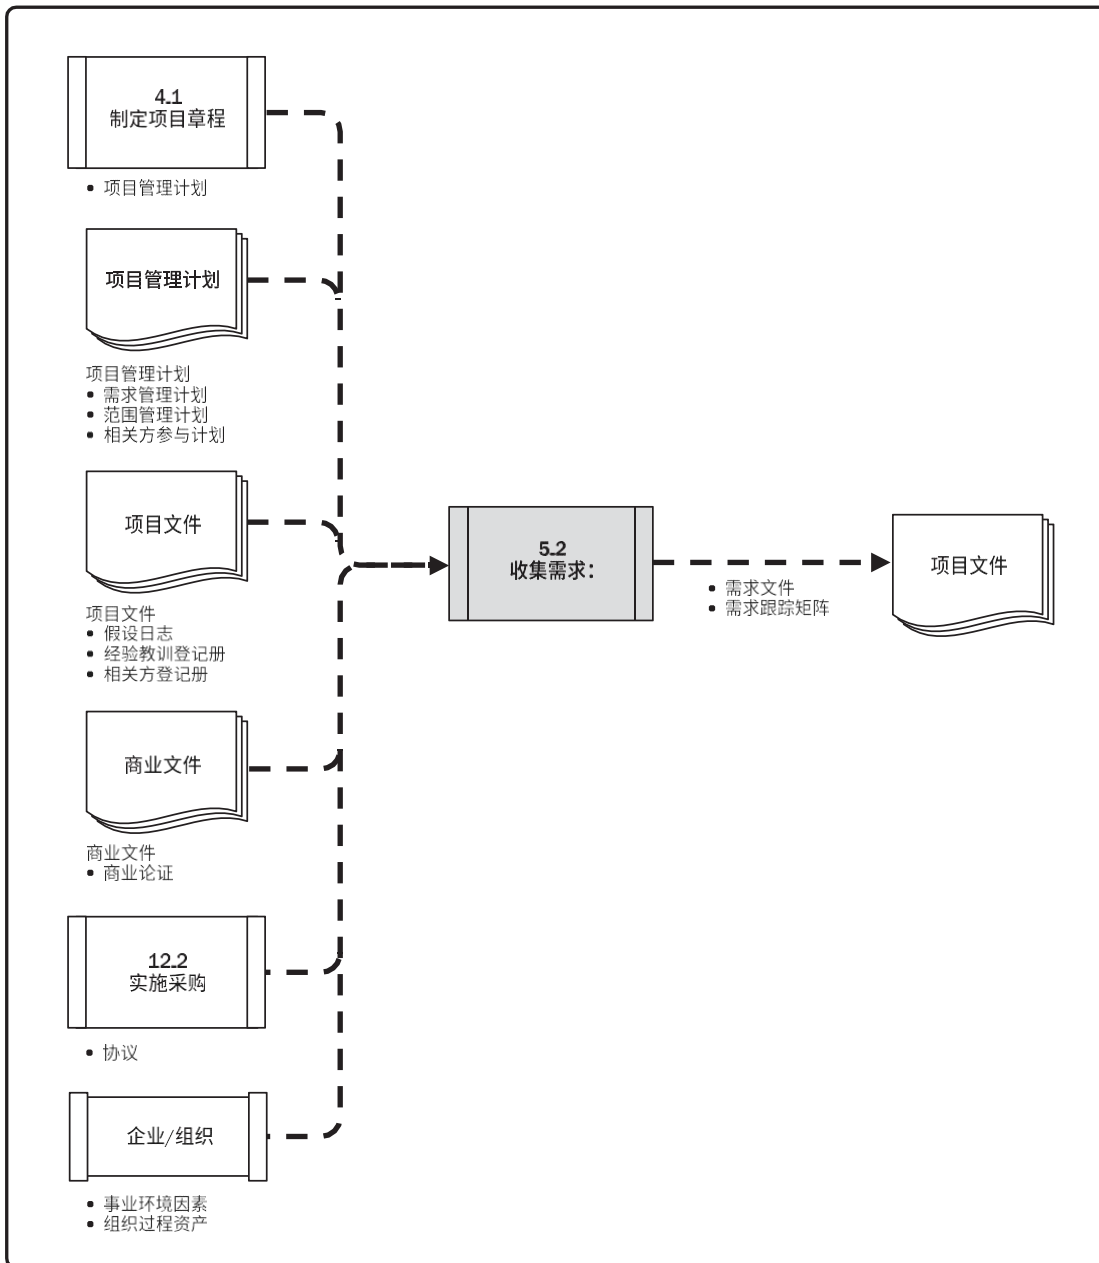 4.1
制定项目章程
• 项目管理计划
项目管理计划
项目管理计划
• 需求管理计划
• 范围管理计划
• 相关方参与计划
项目文件
项目文件
• 假设日志
• 经验教训登记册
• 相关方登记册
商业文件
商业文件
• 商业论证
12.2
实施采购
• 协议
企业/组织
• 事业环境因素
• 组织过程资产
5.2
收集需求：
• 需求文件
• 需求跟踪矩阵
项目文件